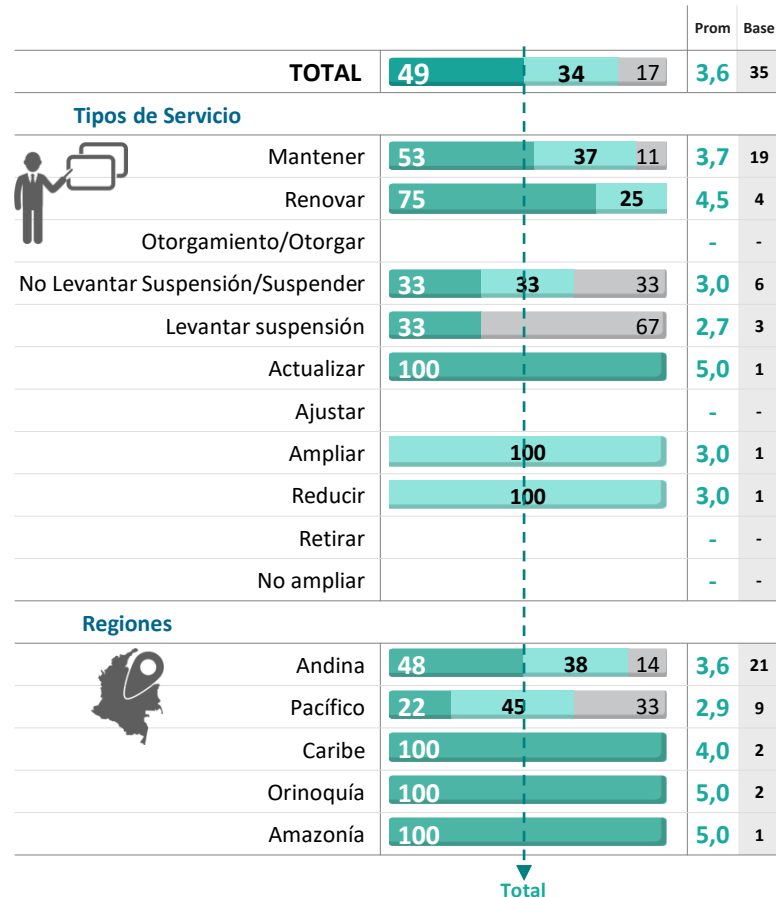 Prom Base
TOTAL 49 34 17 3,6 35
Tipos de Servicio
Mantener 53 37 11 3,7 19
Renovar 75 25 4,5 4
Otorgamiento/Otorgar - -
No Levantar Suspensión/Suspender 33 33 33 3,0 6
Levantar suspensión 33 67 2,7 3
Actualizar 100 5,0 1
Ajustar - -
Ampliar 100 3,0 1
Reducir 100 3,0 1
Retirar - -
No ampliar - -
Regiones
Andina 48 38 14 3,6 21
Pacífico 22 45 33 2,9 9
Caribe 100 4,0 2
Orinoquía 100 5,0 2
Amazonía 100 5,0 1
Total